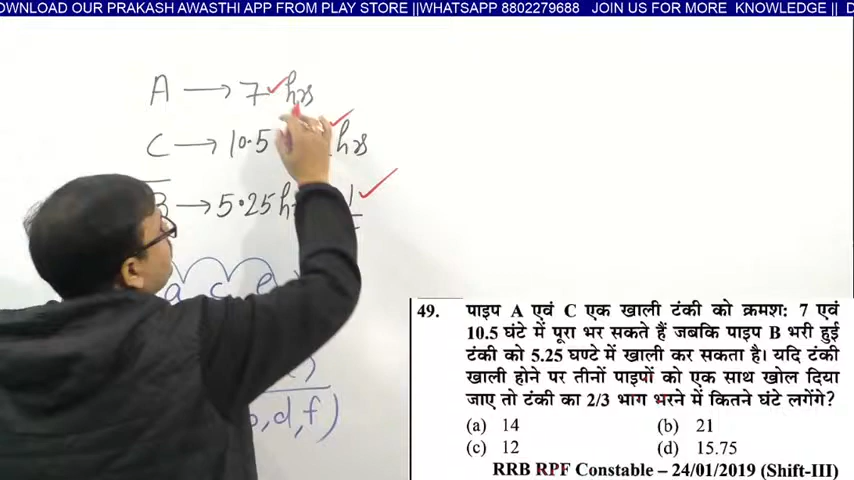 OWNLOAD OUR PRAKASH AWASTHI APP FROM PLAY STORE ||WHATSAPP 8802279688 JOIN US FOR MORE KNOWLEDGE || D
A → 7 hrs
C → 10.5 hrs
B → 5.25 h
a c e
b, d, f)
49. पाइप A एवं C एक खाली टंकी को क्रमश: 7 एवं
10.5 घंटे में पूरा भर सकते हैं जबकि पाइप B भरी हुई
टंकी को 5.25 घण्टे में खाली कर सकता है। यदि टंकी
खाली होने पर तीनों पाइपों को एक साथ खोल दिया
जाए तो टंकी का 2/3 भाग भरने में कितने घंटे लगेंगे?
(a) 14 (b) 21
(c) 12 (d) 15.75
RRB RPF Constable – 24/01/2019 (Shift-III)